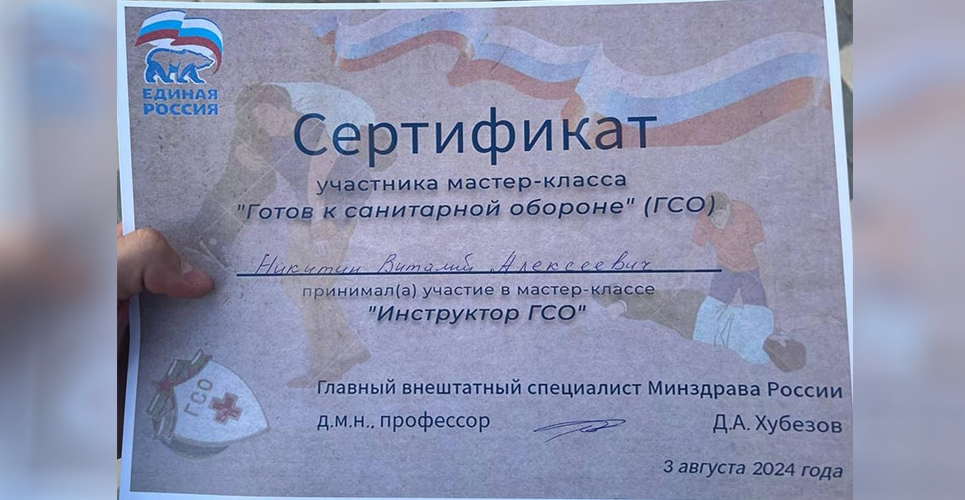 ЕДИНАЯ
РОССИЯ
Сертификат
участника мастер-класса
"Готов к санитарной обороне" (ГСО)
Никитин Виталий Алексеевич
принимал(а) участие в мастер-классе
"Инструктор ГСО"
ГСО
Главный внештатный специалист Минздрава России
д.м.н., профессор Д.А. Хубезов
3 августа 2024 года